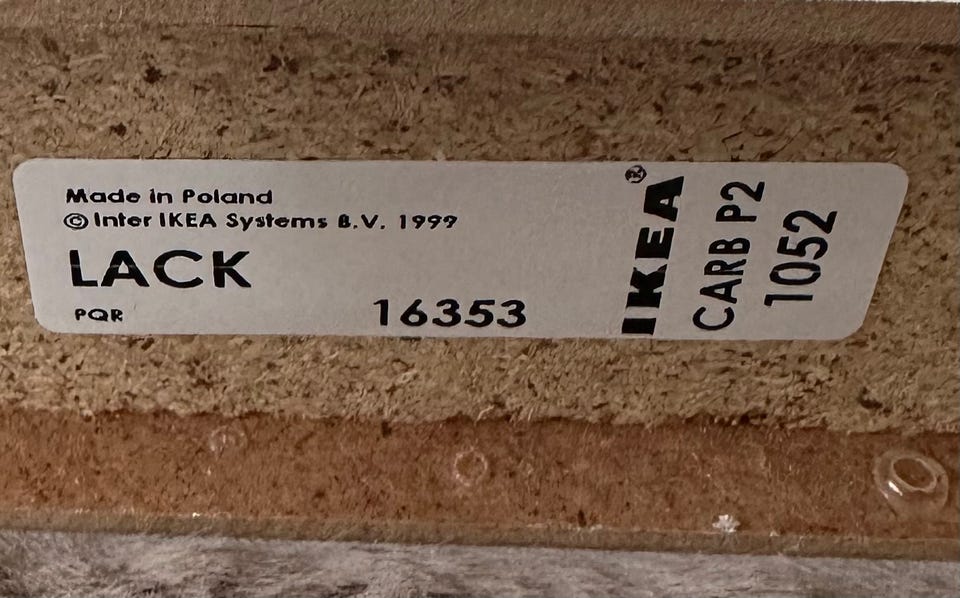 Made in Poland
© Inter IKEA Systems B.V. 1999
LACK
PQR 16353
IKEA®
CARB P2
1052